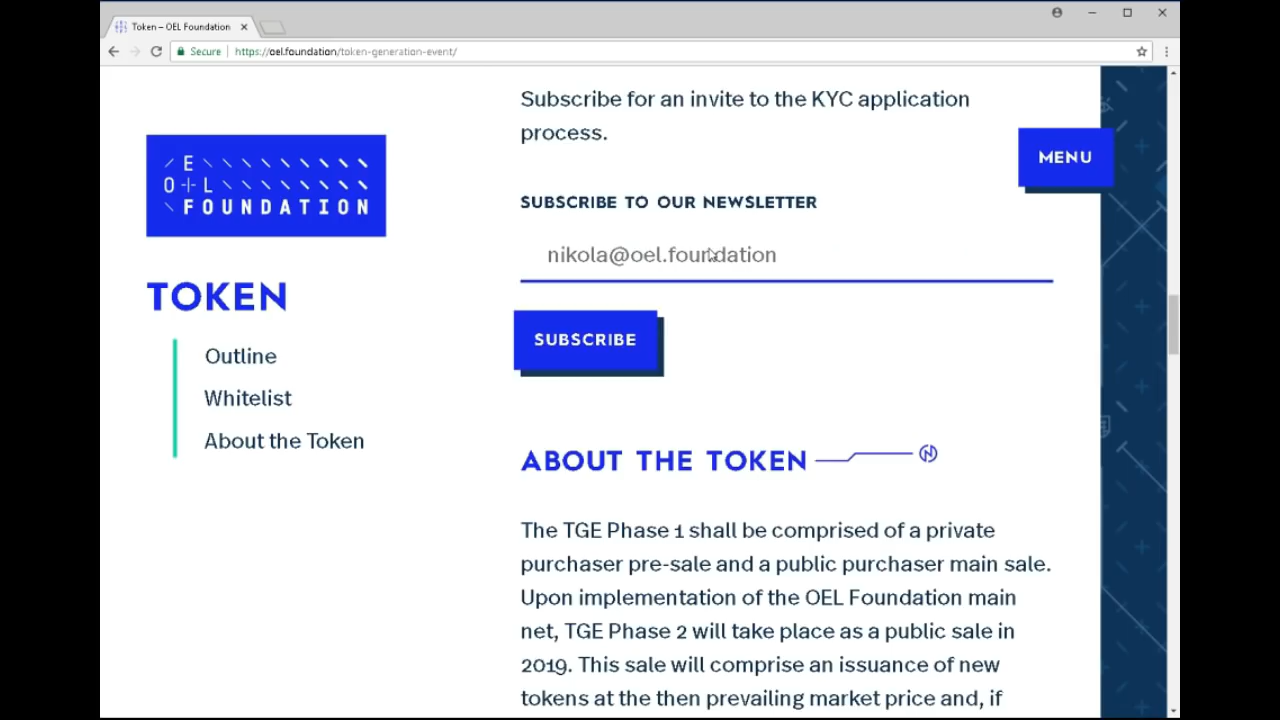 Token – OEL Foundation
Secure
https://oel.foundation/token-generation-event/
Subscribe for an invite to the KYC application
process.
MENU
E
O+L
FOUNDATION
SUBSCRIBE TO OUR NEWSLETTER
nikola@oel.foundation
TOKEN
SUBSCRIBE
Outline
Whitelist
About the Token
ABOUT THE TOKEN
The TGE Phase 1 shall be comprised of a private
purchaser pre-sale and a public purchaser main sale.
Upon implementation of the OEL Foundation main
net, TGE Phase 2 will take place as a public sale in
2019. This sale will comprise an issuance of new
tokens at the then prevailing market price and, if